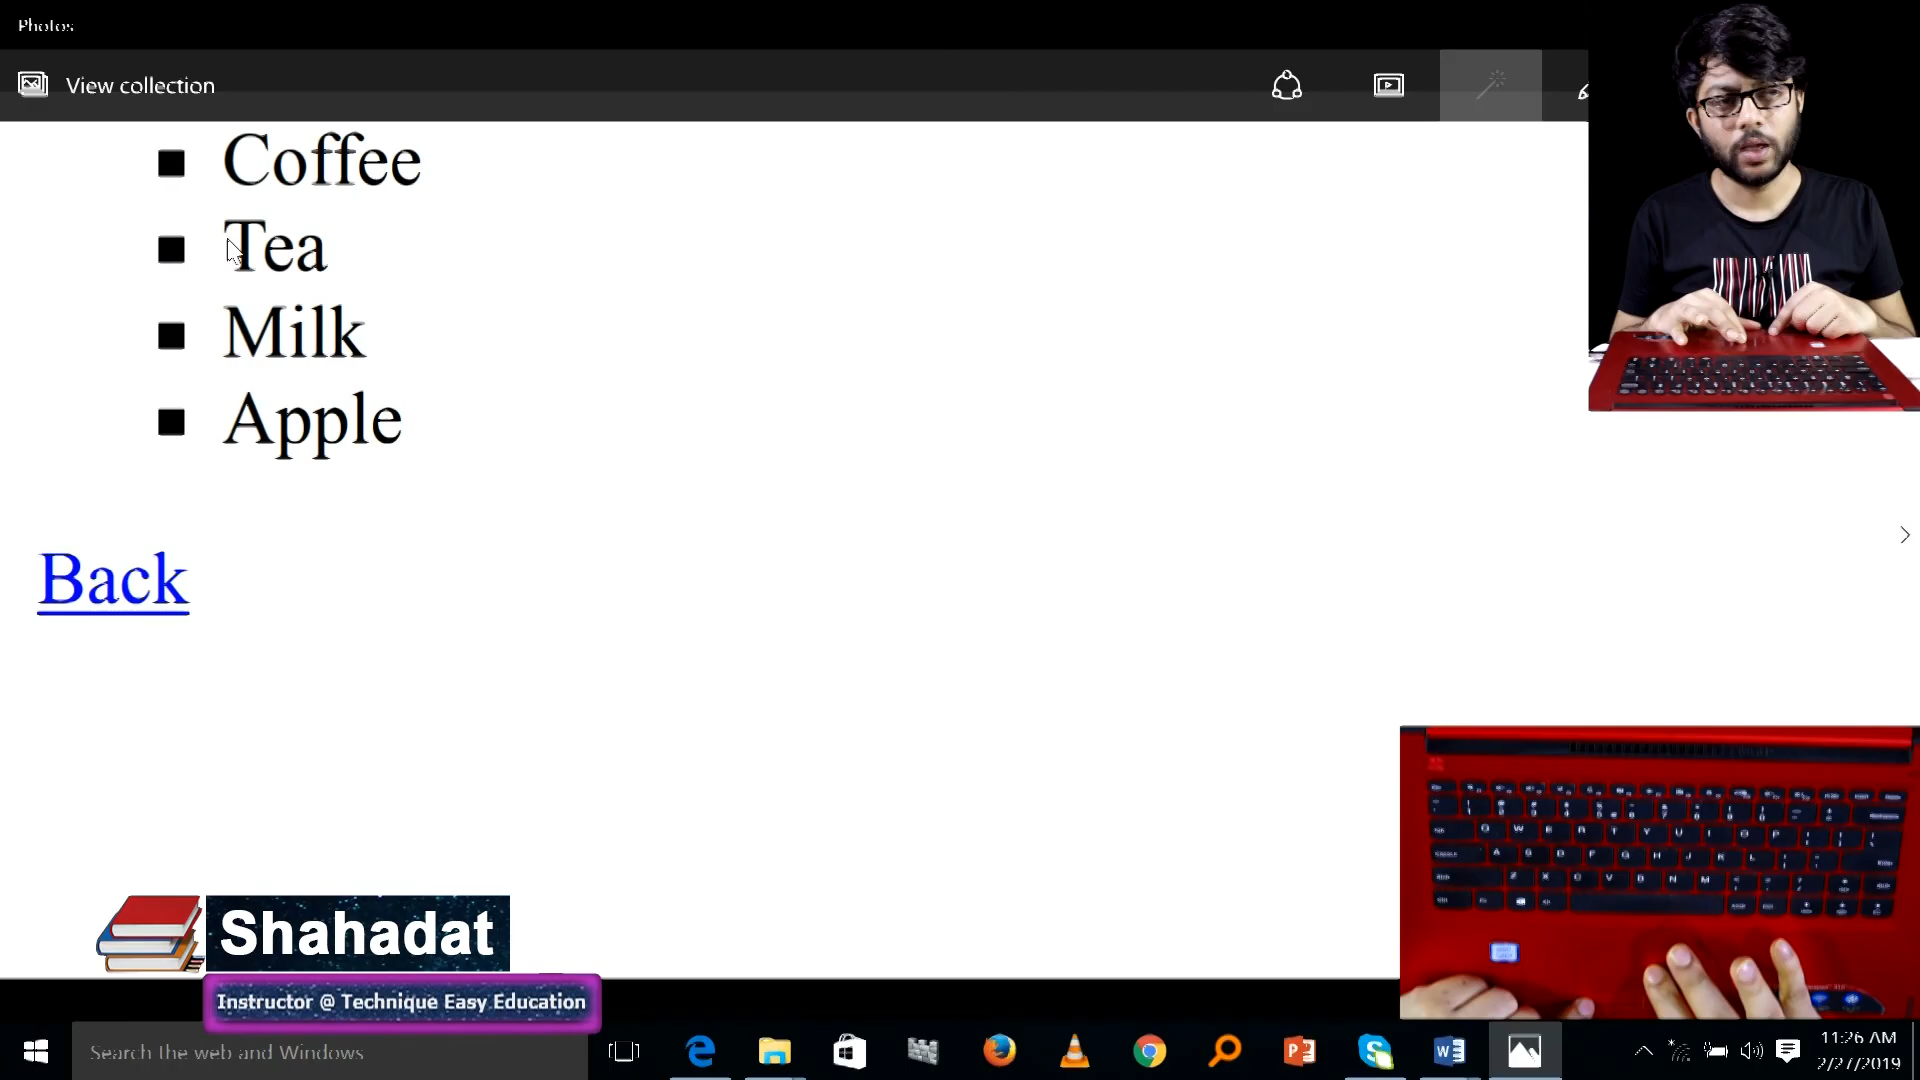 Photos
View collection
Coffee
Tea
Milk
Apple
Back
Shahadat
Instructor @ Technique Easy Education
Search the web and Windows
11:26 AM
2/27/2019